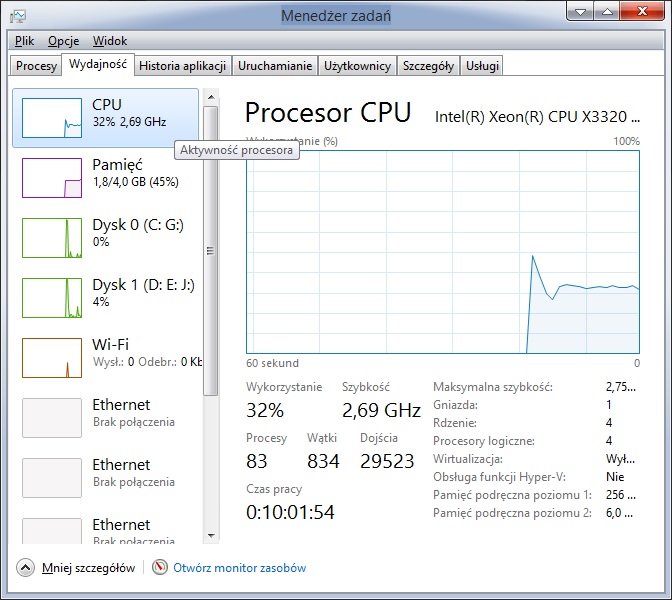 Menedżer zadań
Plik Opcje Widok
Procesy Wydajność Historia aplikacji Uruchamianie Użytkownicy Szczegóły Usługi
CPU
32% 2,69 GHz
Aktywność procesora
Pamięć
1,8/4,0 GB (45%)
Dysk 0 (C: G:)
0%
Dysk 1 (D: E: J:)
4%
Wi-Fi
Wysł.: 0 Odebr.: 0 Kb
Ethernet
Brak połączenia
Ethernet
Brak połączenia
Ethernet
Brak połączenia
Procesor CPU Intel(R) Xeon(R) CPU X3320 ...
Wykorzystanie (%) 100%
60 sekund 0
Wykorzystanie Szybkość
32% 2,69 GHz
Procesy Wątki Dojścia
83 834 29523
Czas pracy
0:10:01:54
Maksymalna szybkość: 2,75...
Gniazda: 1
Rdzenie: 4
Procesory logiczne: 4
Wirtualizacja: Wył...
Obsługa funkcji Hyper-V: Nie
Pamięć podręczna poziomu 1: 256 ...
Pamięć podręczna poziomu 2: 6,0 ...
Mniej szczegółów Otwórz monitor zasobów